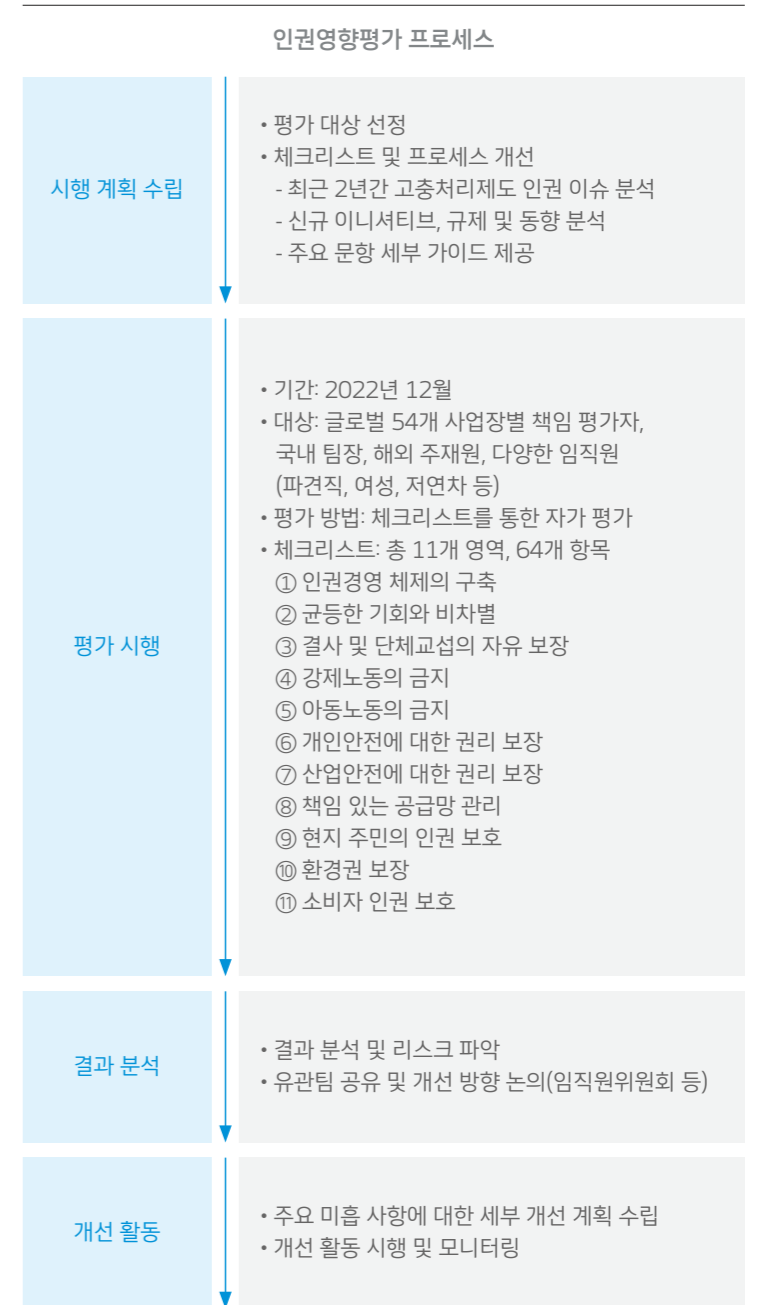 인권영향평가 프로세스
시행 계획 수립
• 평가 대상 선정
• 체크리스트 및 프로세스 개선
- 최근 2년간 고충처리제도 인권 이슈 분석
- 신규 이니셔티브, 규제 및 동향 분석
- 주요 문항 세부 가이드 제공
평가 시행
• 기간: 2022년 12월
• 대상: 글로벌 54개 사업장별 책임 평가자,
국내 팀장, 해외 주재원, 다양한 임직원
(파견직, 여성, 저연차 등)
• 평가 방법: 체크리스트를 통한 자가 평가
• 체크리스트: 총 11개 영역, 64개 항목
① 인권경영 체제의 구축
② 균등한 기회와 비차별
③ 결사 및 단체교섭의 자유 보장
④ 강제노동의 금지
⑤ 아동노동의 금지
⑥ 개인안전에 대한 권리 보장
⑦ 산업안전에 대한 권리 보장
⑧ 책임 있는 공급망 관리
⑨ 현지 주민의 인권 보호
⑩ 환경권 보장
⑪ 소비자 인권 보호
결과 분석
• 결과 분석 및 리스크 파악
• 유관팀 공유 및 개선 방향 논의(임직원위원회 등)
개선 활동
• 주요 미흡 사항에 대한 세부 개선 계획 수립
• 개선 활동 시행 및 모니터링